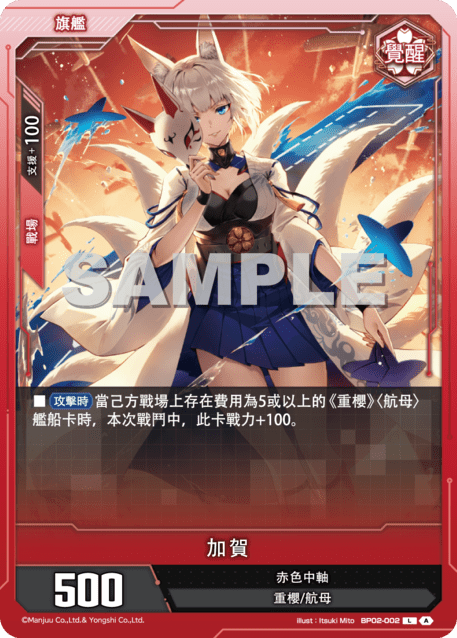 旗艦
覺醒
支援+100
戰場
SAMPLE
■ 攻擊時 當己方戰場上存在費用為5或以上的《重櫻》〈航母〉
艦船卡時，本次戰鬥中，此卡戰力+100。
加賀
500
赤色中軸
重櫻/航母
©Manjuu Co.,Ltd.& Yongshi Co.,Ltd.
illust : Itsuki Mito BP02-002 L A